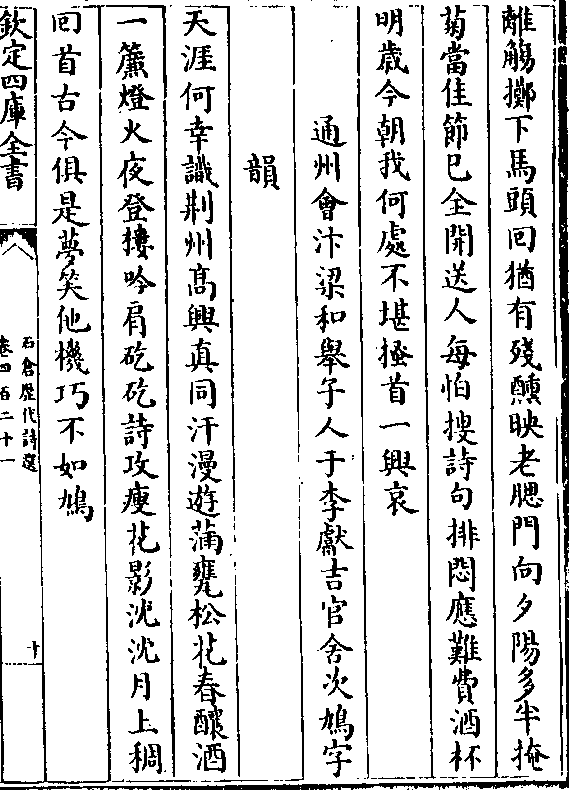 離觴擲下馬頭囘猶有殘醺映老腮門向夕陽多半掩
菊當佳節已全開送人每怕搜詩句排悶應難費酒杯
明歳今朝我何處不堪搔首一興哀
通州會汴梁和舉子人于李獻吉官舍次鳩字
韻
天涯何幸識荆州髙興真同汗漫遊蒲甕松花春釀酒
一簾燈火夜登樓吟肩矻矻詩攻瘦花影沈沈月上稠
囘首古今俱是夢笑他機巧不如鳩
欽定四庫全書
石倉歴代詩選
卷四百二十一
十